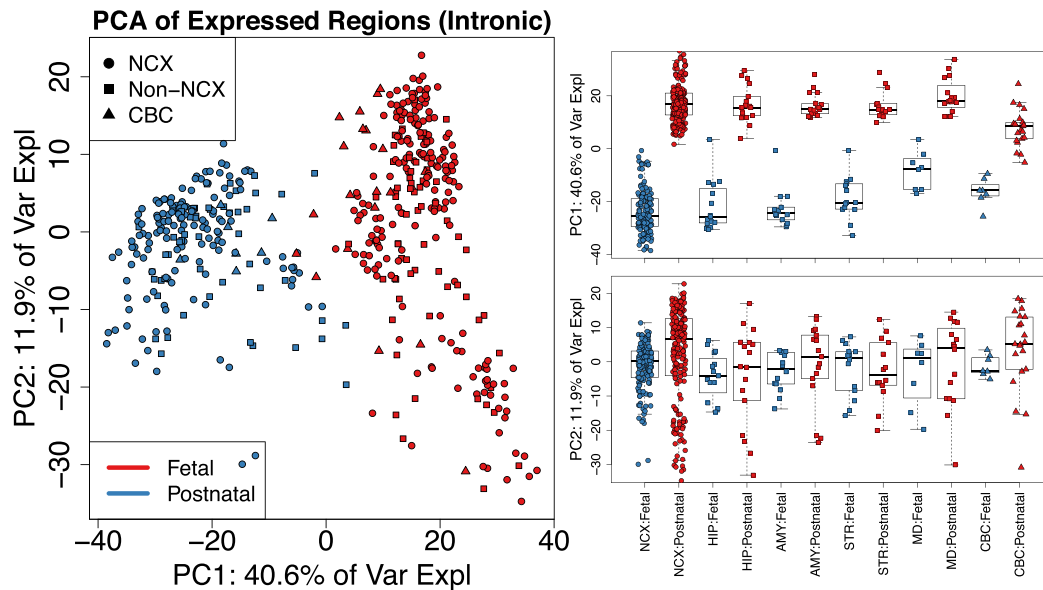 PCA of Expressed Regions (Intronic)
NCX
Non−NCX
CBC
Fetal
Postnatal
PC2: 11.9% of Var Expl
20
10
0
−10
−20
−30
−40
−20
0
20
40
PC1: 40.6% of Var Expl
PC1: 40.6% of Var Expl
20
0
−20
−40
PC2: 11.9% of Var Expl
20
10
0
−10
−20
−30
NCX:Fetal
NCX:Postnatal
HIP:Fetal
HIP:Postnatal
AMY:Fetal
AMY:Postnatal
STR:Fetal
STR:Postnatal
MD:Fetal
MD:Postnatal
CBC:Fetal
CBC:Postnatal